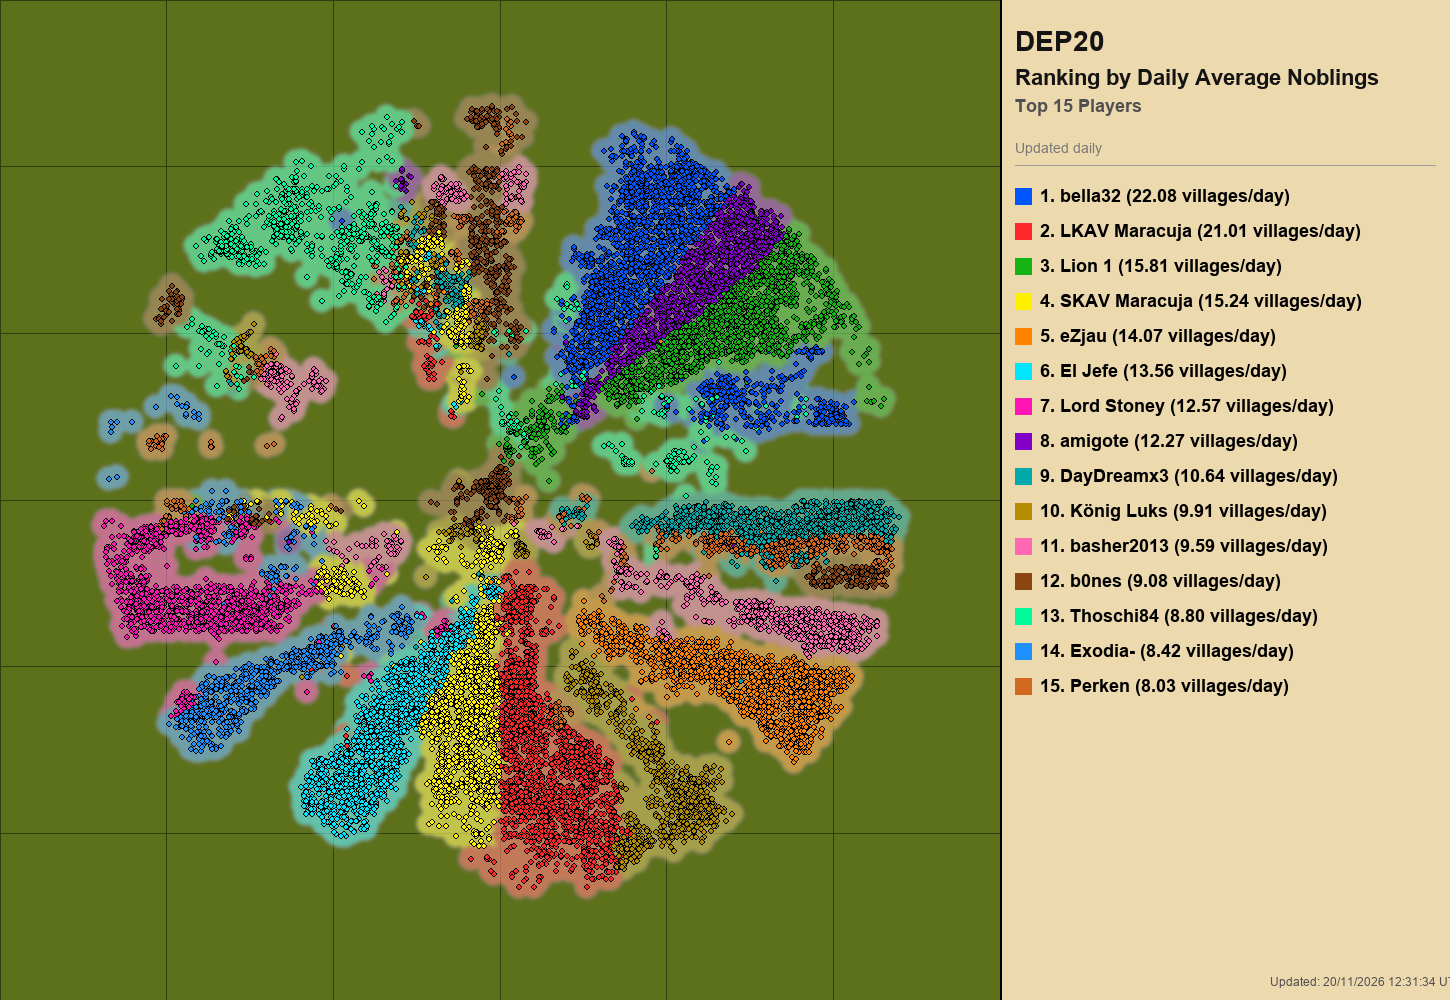 DEP20
Ranking by Daily Average Noblings
Top 15 Players
Updated daily
1. bella32 (22.08 villages/day)
2. LKAV Maracuja (21.01 villages/day)
3. Lion 1 (15.81 villages/day)
4. SKAV Maracuja (15.24 villages/day)
5. eZjau (14.07 villages/day)
6. El Jefe (13.56 villages/day)
7. Lord Stoney (12.57 villages/day)
8. amigote (12.27 villages/day)
9. DayDreamx3 (10.64 villages/day)
10. König Luks (9.91 villages/day)
11. basher2013 (9.59 villages/day)
12. b0nes (9.08 villages/day)
13. Thoschi84 (8.80 villages/day)
14. Exodia- (8.42 villages/day)
15. Perken (8.03 villages/day)
Updated: 20/11/2026 12:31:34 U